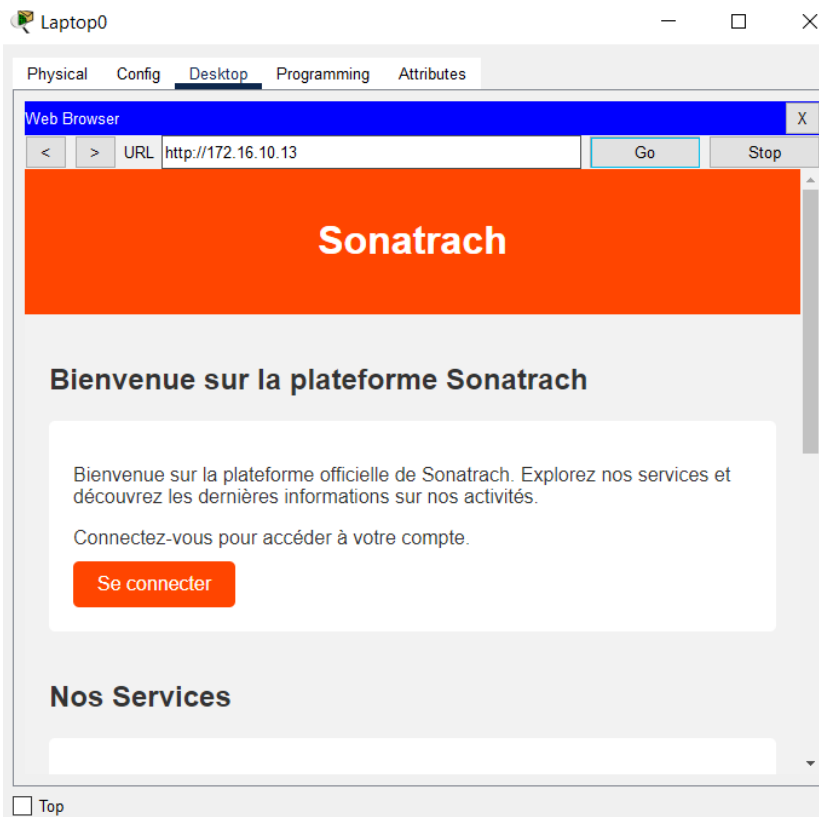 Laptop0
Physical Config Desktop Programming Attributes
Web Browser X
< > URL http://172.16.10.13 Go Stop
Sonatrach
Bienvenue sur la plateforme Sonatrach
Bienvenue sur la plateforme officielle de Sonatrach. Explorez nos services et
découvrez les dernières informations sur nos activités.
Connectez-vous pour accéder à votre compte.
Se connecter
Nos Services
Top